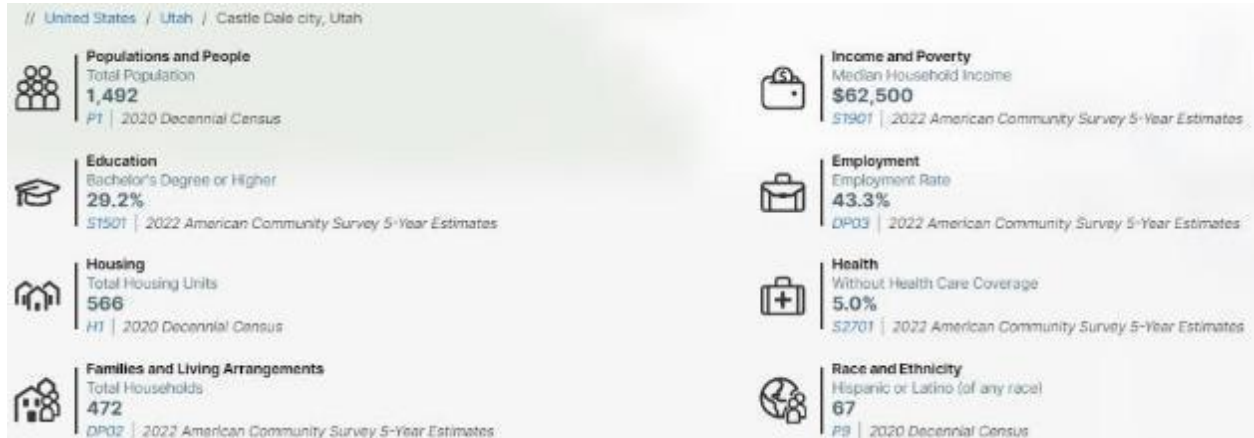 // United States / Utah / Castle Dale city, Utah
Populations and People
Total Population
1,492
P1 | 2020 Decennial Census
Income and Poverty
Median Household Income
$62,500
S1901 | 2022 American Community Survey 5-Year Estimates
Education
Bachelor's Degree or Higher
29.2%
S1501 | 2022 American Community Survey 5-Year Estimates
Employment
Employment Rate
43.3%
DP03 | 2022 American Community Survey 5-Year Estimates
Housing
Total Housing Units
566
H1 | 2020 Decennial Census
Health
Without Health Care Coverage
5.0%
S2701 | 2022 American Community Survey 5-Year Estimates
Families and Living Arrangements
Total Households
472
DP02 | 2022 American Community Survey 5-Year Estimates
Race and Ethnicity
Hispanic or Latino (of any race)
67
P9 | 2020 Decennial Census